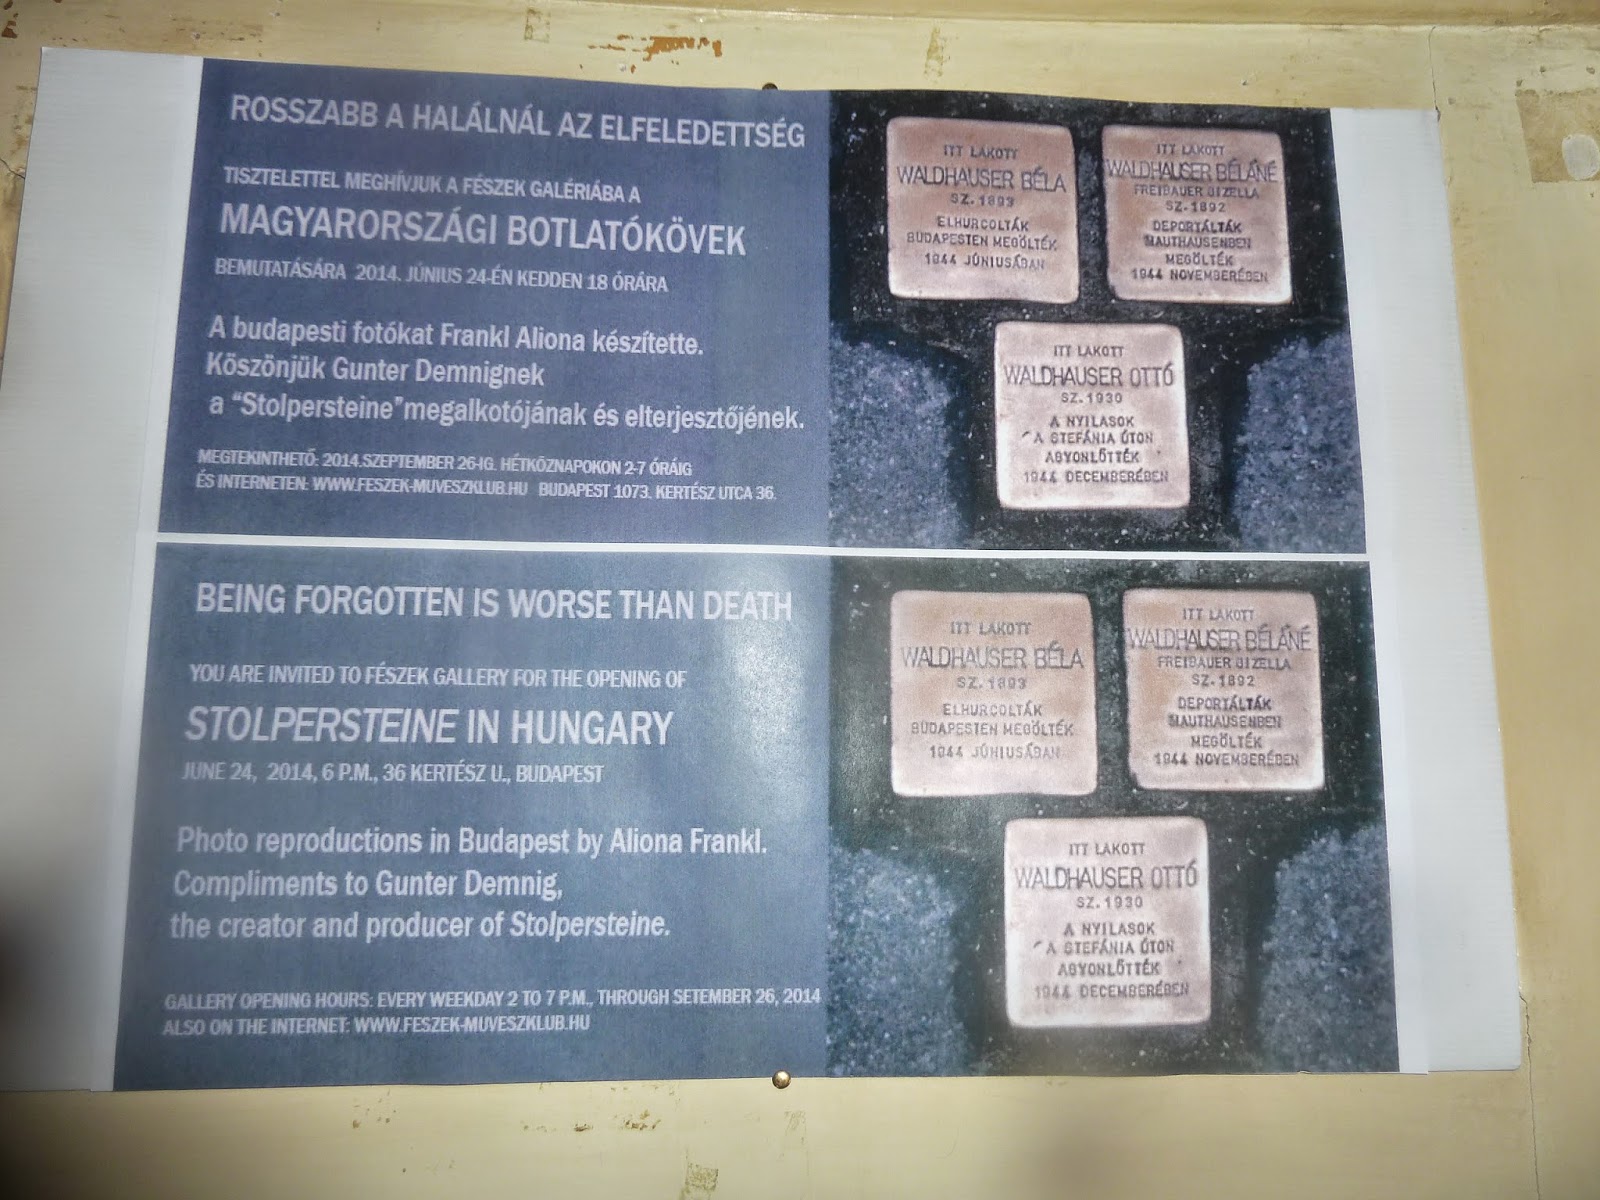 ROSSZABB A HALÁLNÁL AZ ELFELEDETTSÉG
TISZTELETTEL MEGHÍVJUK A FÉSZEK GALÉRIÁBA A
MAGYARORSZÁGI BOTLATÓKÖVEK
BEMUTATÁSÁRA 2014. JÚNIUS 24-ÉN KEDDEN 18 ÓRÁRA
A budapesti fotókat Frankl Aliona készítette.
Köszönjük Gunter Demnignek
a "Stolpersteine"megalkotójának és elterjesztőjének.
MEGTEKINTHETŐ: 2014.SZEPTEMBER 26-IG. HÉTKÖZNAPOKON 2-7 ÓRÁIG
ÉS INTERNETEN: WWW.FESZEK-MUVESZKLUB.HU BUDAPEST 1073. KERTÉSZ UTCA 36.
ITT LAKOTT
WALDHAUSER BÉLA
SZ. 1893
ELHURCOLTÁK
BUDAPESTEN MEGÖLTÉK
1944 JÚNIUSÁBAN
ITT LAKOTT
WALDHAUSER BÉLÁNÉ
FREIBAUER GIZELLA
SZ. 1892
DEPORTÁLTÁK
MAUTHAUSENBEN
MEGÖLTÉK
1944 NOVEMBERÉBEN
ITT LAKOTT
WALDHAUSER OTTÓ
SZ. 1930
A NYILASOK
A STEFÁNIA ÚTON
AGYONLŐTTÉK
1944 DECEMBERÉBEN
BEING FORGOTTEN IS WORSE THAN DEATH
YOU ARE INVITED TO FÉSZEK GALLERY FOR THE OPENING OF
STOLPERSTEINE IN HUNGARY
JUNE 24, 2014, 6 P.M., 36 KERTÉSZ U., BUDAPEST
Photo reproductions in Budapest by Aliona Frankl.
Compliments to Gunter Demnig,
the creator and producer of Stolpersteine.
GALLERY OPENING HOURS: EVERY WEEKDAY 2 TO 7 P.M., THROUGH SETEMBER 26, 2014
ALSO ON THE INTERNET: WWW.FESZEK-MUVESZKLUB.HU
ITT LAKOTT
WALDHAUSER BÉLA
SZ. 1893
ELHURCOLTÁK
BUDAPESTEN MEGÖLTÉK
1944 JÚNIUSÁBAN
ITT LAKOTT
WALDHAUSER BÉLÁNÉ
FREIBAUER GIZELLA
SZ. 1892
DEPORTÁLTÁK
MAUTHAUSENBEN
MEGÖLTÉK
1944 NOVEMBERÉBEN
ITT LAKOTT
WALDHAUSER OTTÓ
SZ. 1930
A NYILASOK
A STEFÁNIA ÚTON
AGYONLŐTTÉK
1944 DECEMBERÉBEN